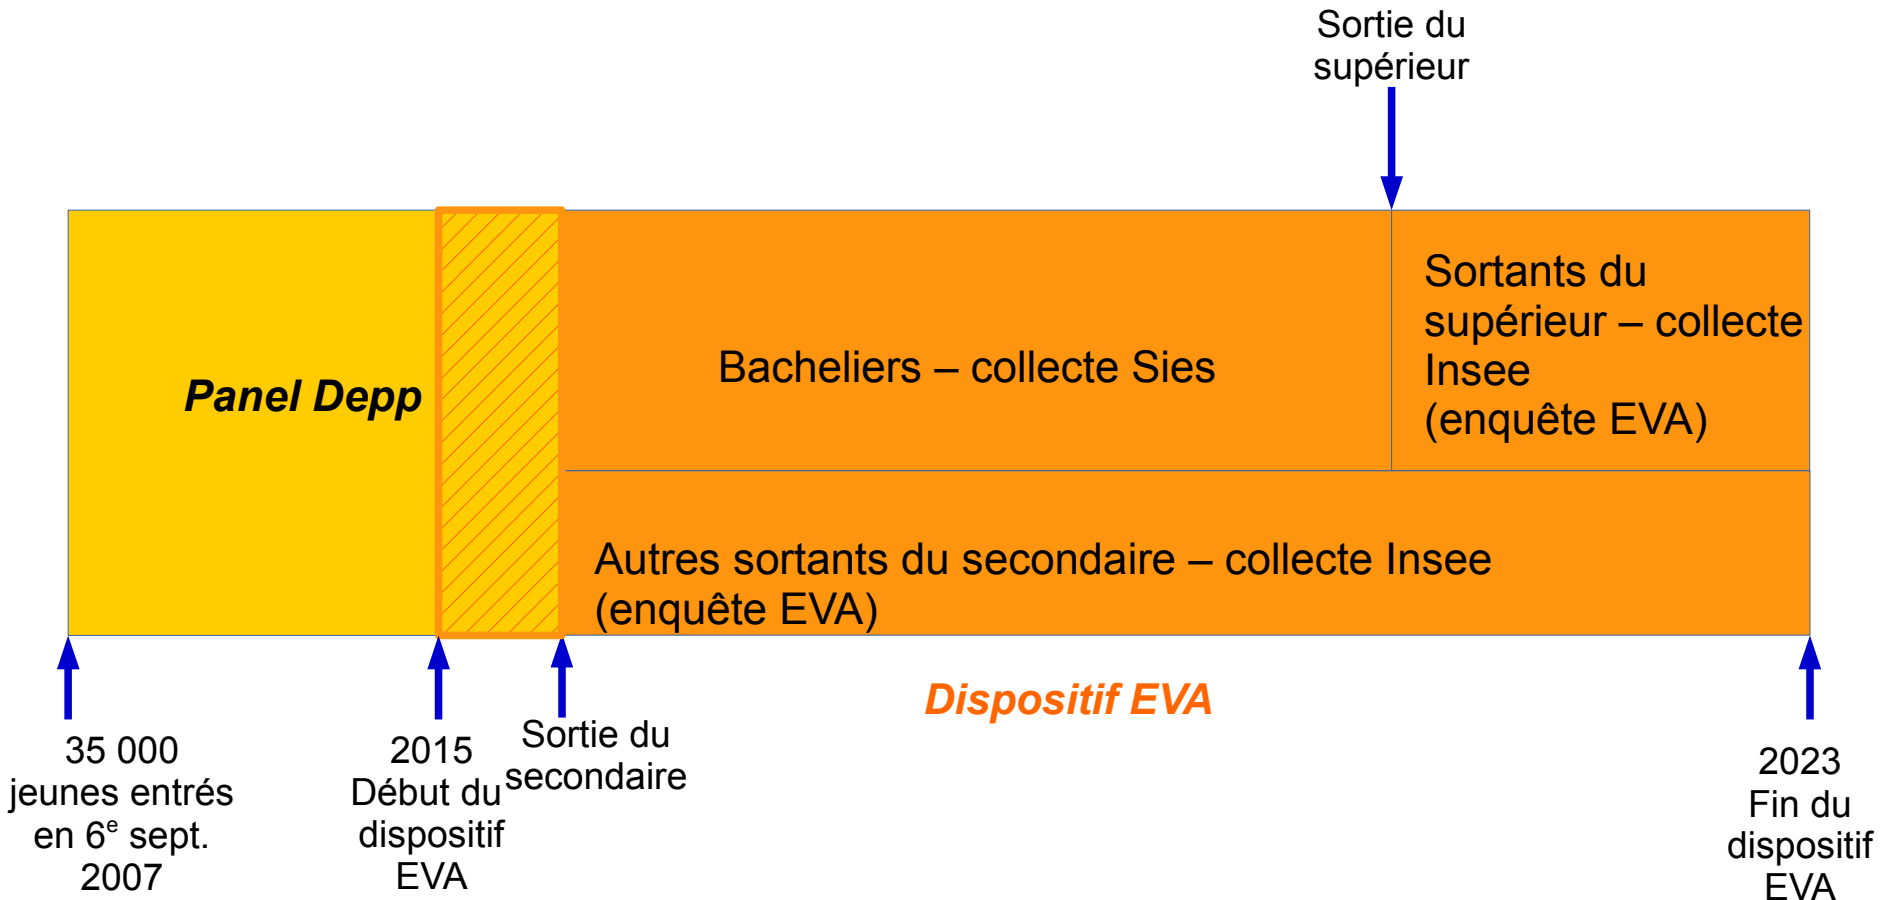 Sortie du
supérieur
Panel Depp
Bacheliers – collecte Sies
Sortants du
supérieur – collecte
Insee
(enquête EVA)
Autres sortants du secondaire – collecte Insee
(enquête EVA)
Dispositif EVA
35 000
jeunes entrés
en 6e sept.
2007
2015
Début du
dispositif
EVA
Sortie du
secondaire
2023
Fin du
dispositif
EVA